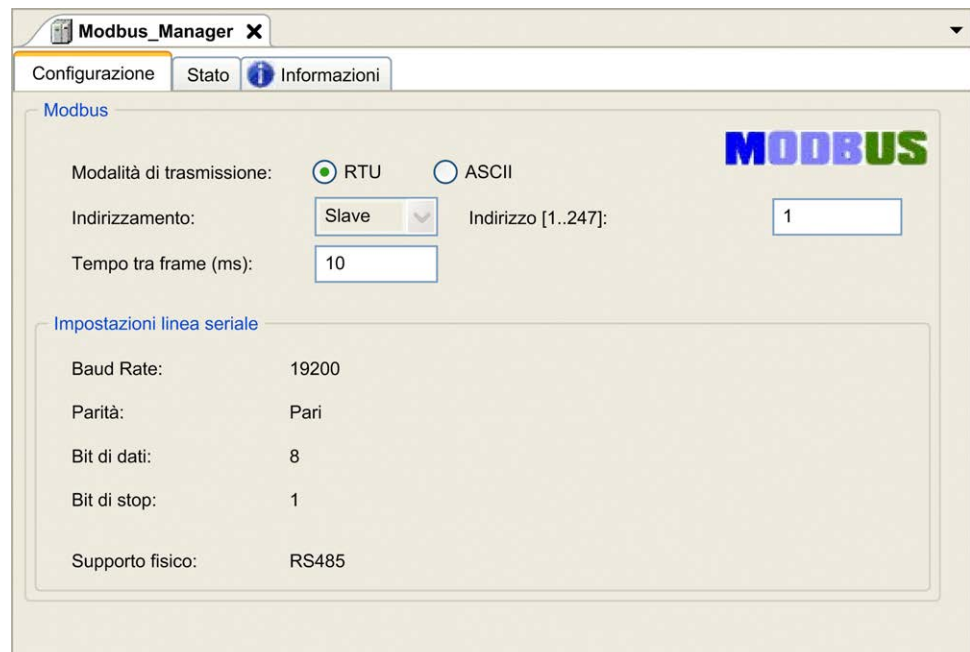 Modbus_Manager
Configurazione Stato Informazioni
Modbus
MODBUS
Modalità di trasmissione: RTU ASCII
Indirizzamento: Slave Indirizzo [1..247]: 1
Tempo tra frame (ms): 10
Impostazioni linea seriale
Baud Rate: 19200
Parità: Pari
Bit di dati: 8
Bit di stop: 1
Supporto fisico: RS485